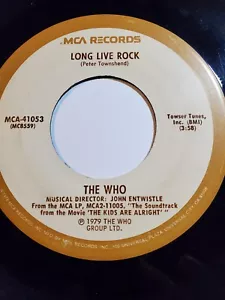 MCA RECORDS
LONG LIVE ROCK
(Peter Townshend)
MCA-41053
(MC8559)
Towser Tunes,
Inc. (BMI)
(3:58)
THE WHO
MUSICAL DIRECTOR: JOHN ENTWISTLE
From the MCA LP, MCA2-11005, "The Soundtrack
from the Movie 'THE KIDS ARE ALRIGHT'"
℗ 1979 THE WHO
GROUP LTD.